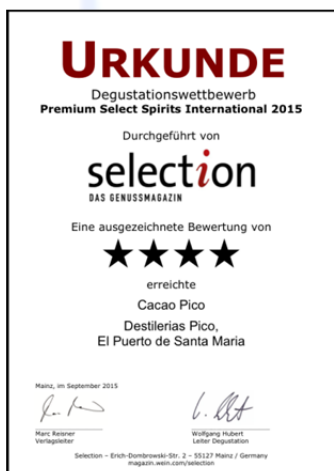 URKUNDE
Degustationswettbewerb
Premium Select Spirits International 2015
Durchgeführt von
selection
DAS GENUSSMAGAZIN
Eine ausgezeichnete Bewertung von
erreichte
Cacao Pico
Destilerias Pico,
El Puerto de Santa Maria
Mainz, im September 2015
Marc Reisner
Verlagsleiter
Wolfgang Hubert
Leiter Degustation
Selection – Erich-Dombrowski-Str. 2 – 55127 Mainz / Germany
magazin.wein.com/selection